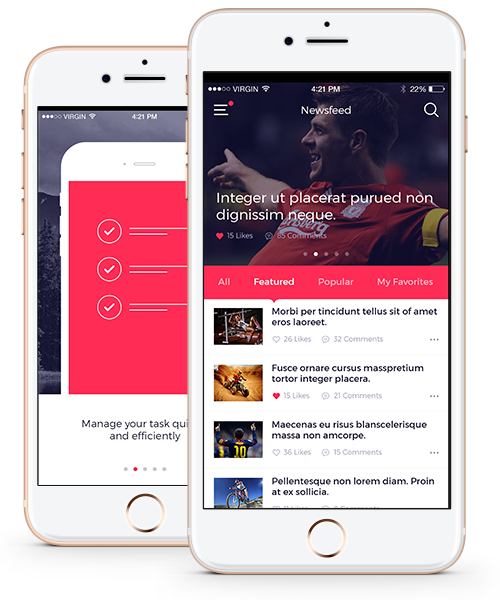 VIRGIN
4:21 PM
Manage your task qui
and efficiently
VIRGIN
4:21 PM
22%
Newsfeed
Integer ut placerat purued non
dignissim neque.
15 Likes
85 Comments
All
Featured
Popular
My Favorites
Morbi per tincidunt tellus sit of amet
eros laoreet.
26 Likes
32 Comments
Fusce ornare cursus masspretium
tortor integer placera.
15 Likes
21 Comments
Maecenas eu risus blanscelerisque
massa non amcorpe.
10
36 Likes
15 Comments
Pellentesque non lorem diam. Proin
at ex sollicia.